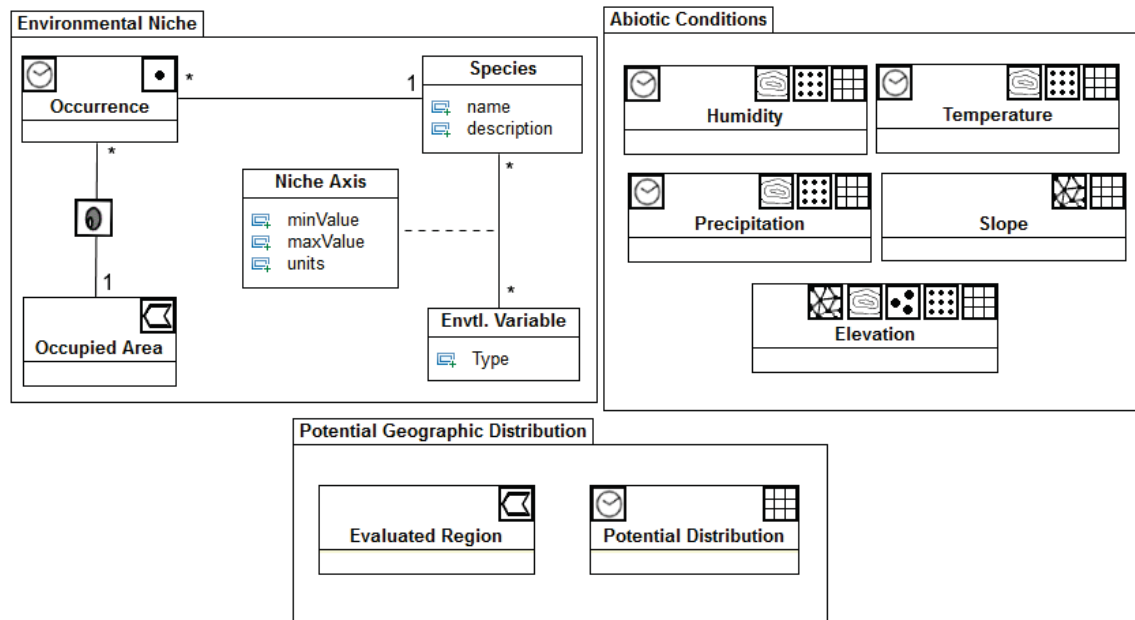 Environmental Niche
Occurrence
*
1
Species
name
description
*
*
Niche Axis
minValue
maxValue
units
1
*
Occupied Area
Envtl. Variable
Type
Abiotic Conditions
Humidity
Temperature
Precipitation
Slope
Elevation
Potential Geographic Distribution
Evaluated Region
Potential Distribution